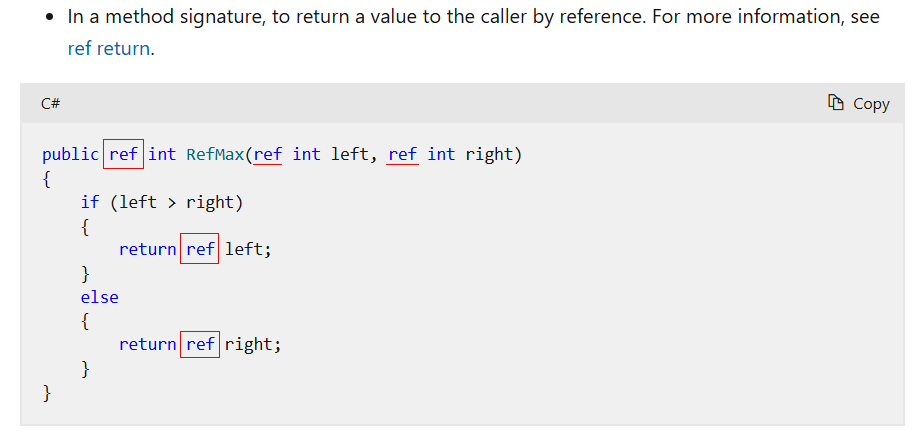 • In a method signature, to return a value to the caller by reference. For more information, see
ref return.
C# Copy
public ref int RefMax(ref int left, ref int right)
{
    if (left > right)
    {
        return ref left;
    }
    else
    {
        return ref right;
    }
}